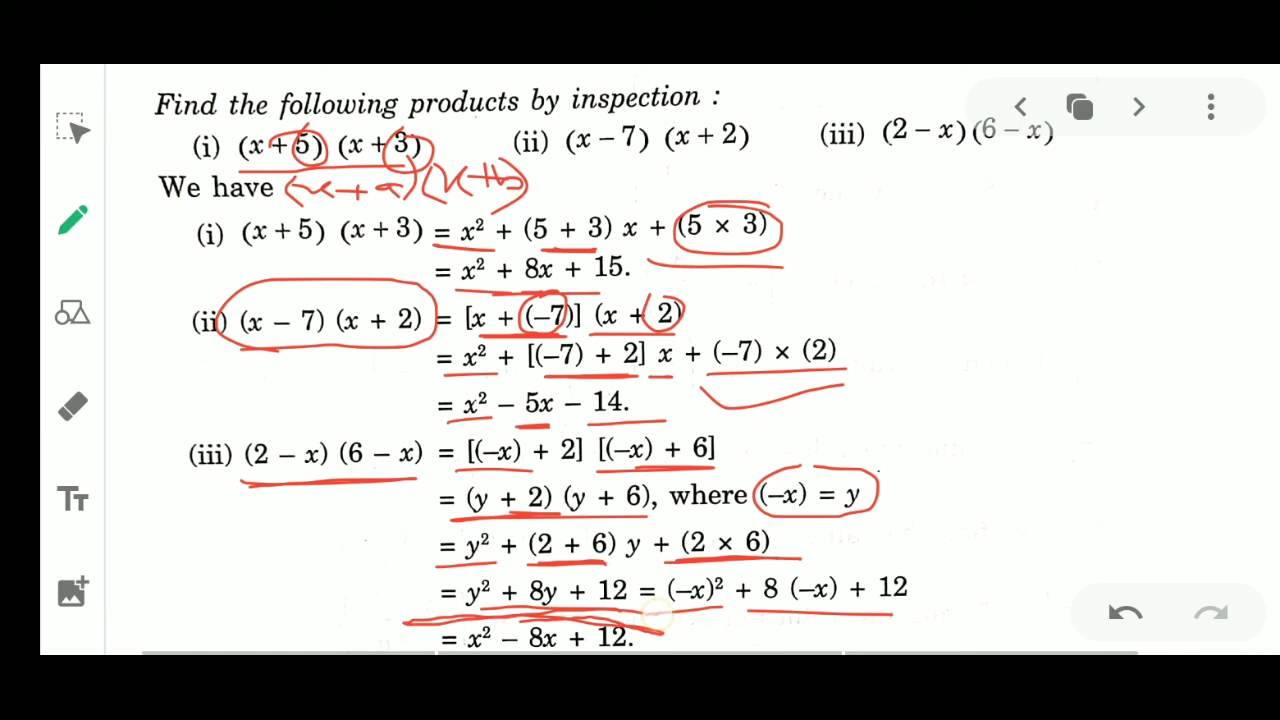 Find the following products by inspection :
(i) (x + 5) (x + 3) (ii) (x – 7) (x + 2) (iii) (2 – x) (6 – x)
We have (x + a) (x + b)
(i) (x + 5) (x + 3) = x² + (5 + 3) x + (5 × 3)
= x² + 8x + 15.
(ii) (x – 7) (x + 2) = [x + (–7)] (x + 2)
= x² + [(–7) + 2] x + (–7) × (2)
= x² – 5x – 14.
(iii) (2 – x) (6 – x) = [(–x) + 2] [(–x) + 6]
= (y + 2) (y + 6), where (–x) = y
= y² + (2 + 6) y + (2 × 6)
= y² + 8y + 12 = (–x)² + 8 (–x) + 12
= x² – 8x + 12.
TT